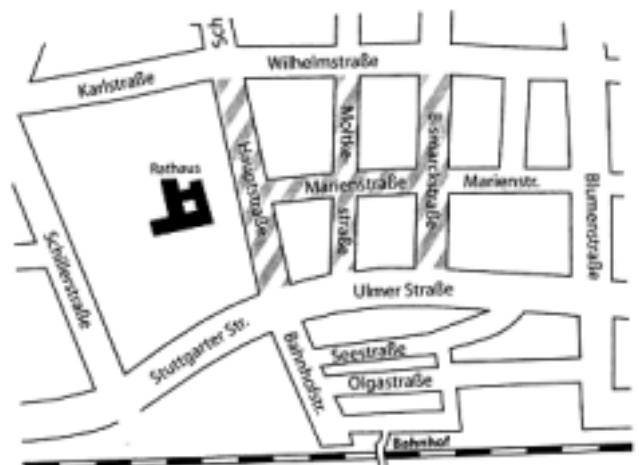 Sch
Wilhelmstraße
Karlstraße
Moltke
straße
Bismarckstraße
Hauptstraße
Rathaus
Marienstraße
Marienstr.
Blumenstraße
Schillerstraße
Ulmer Straße
Stuttgarter Str.
Bahnhofstr.
Seestraße
Olgastraße
Bahnhof